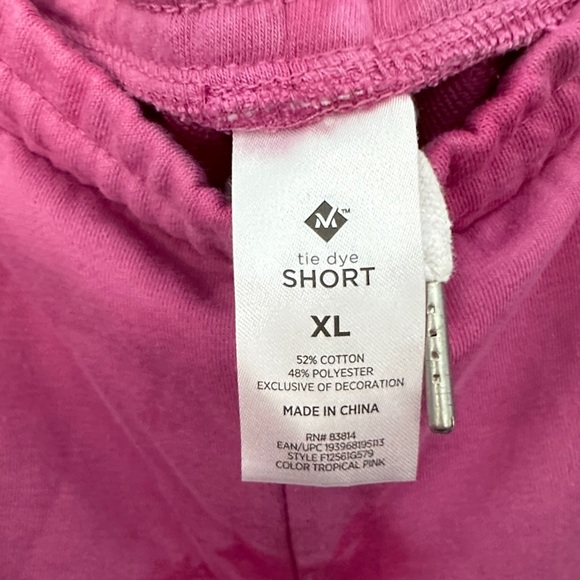 M™
tie dye
SHORT
XL
52% COTTON
48% POLYESTER
EXCLUSIVE OF DECORATION
MADE IN CHINA
RN# 83814
EAN/UPC 193968195113
STYLE F12561G579
COLOR TROPICAL PINK